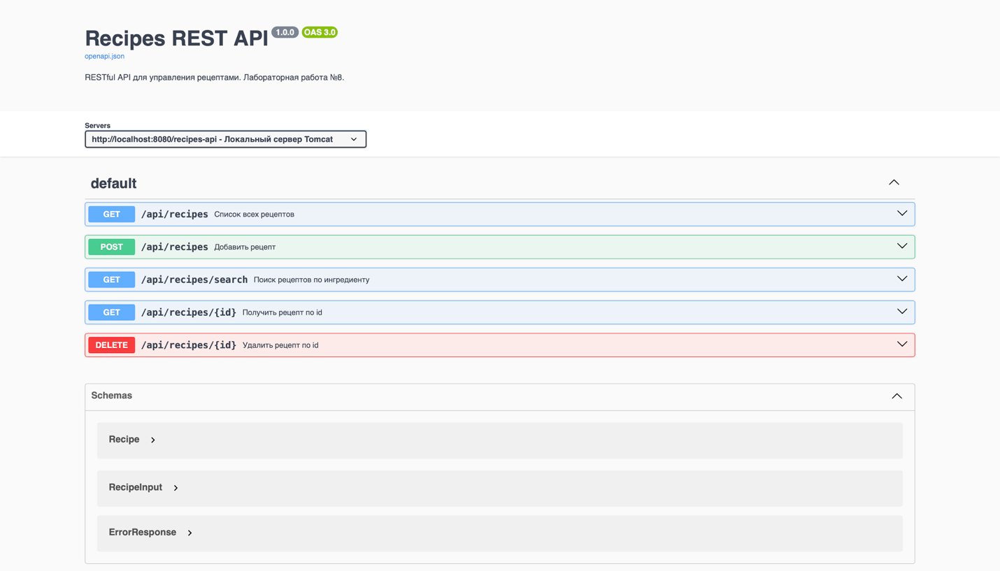 Recipes REST API 1.0.0 OAS 3.0
openapi.json
RESTful API для управления рецептами. Лабораторная работа №8.
Servers
http://localhost:8080/recipes-api - Локальный сервер Tomcat
default
GET /api/recipes Список всех рецептов
POST /api/recipes Добавить рецепт
GET /api/recipes/search Поиск рецептов по ингредиенту
GET /api/recipes/{id} Получить рецепт по id
DELETE /api/recipes/{id} Удалить рецепт по id
Schemas
Recipe
RecipeInput
ErrorResponse